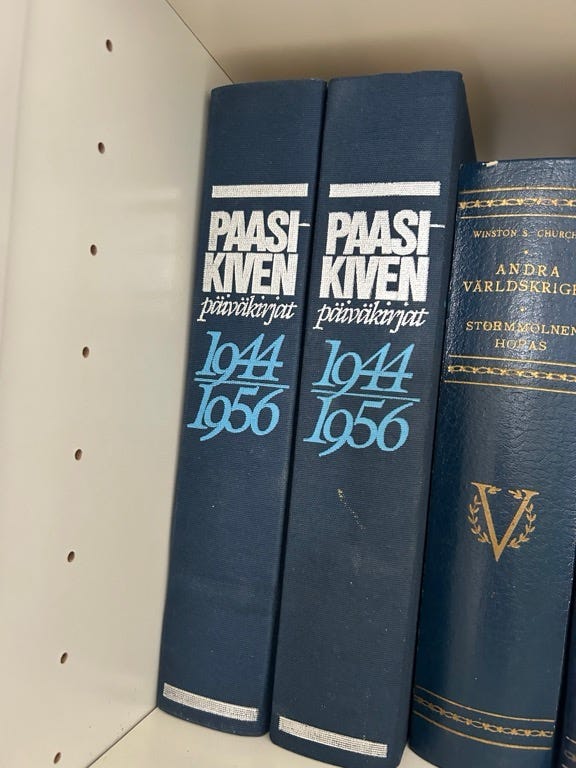 PAASI-
KIVEN
päiväkirjat
1944
1956
PAASI-
KIVEN
päiväkirjat
1944
1956
WINSTON S. CHURCH
ANDRA
VÄRLDSKRIGE
STORMMOLNEN
HOPAS
V